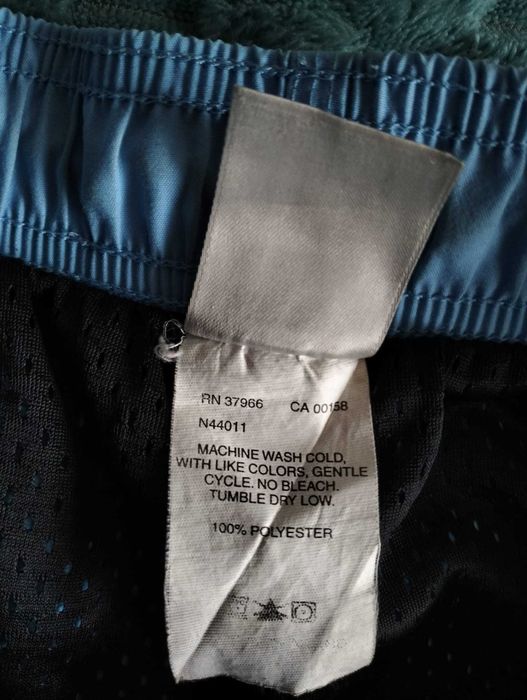 RN 37966 CA 00158
N44011
MACHINE WASH COLD,
WITH LIKE COLORS, GENTLE
CYCLE. NO BLEACH.
TUMBLE DRY LOW.
100% POLYESTER